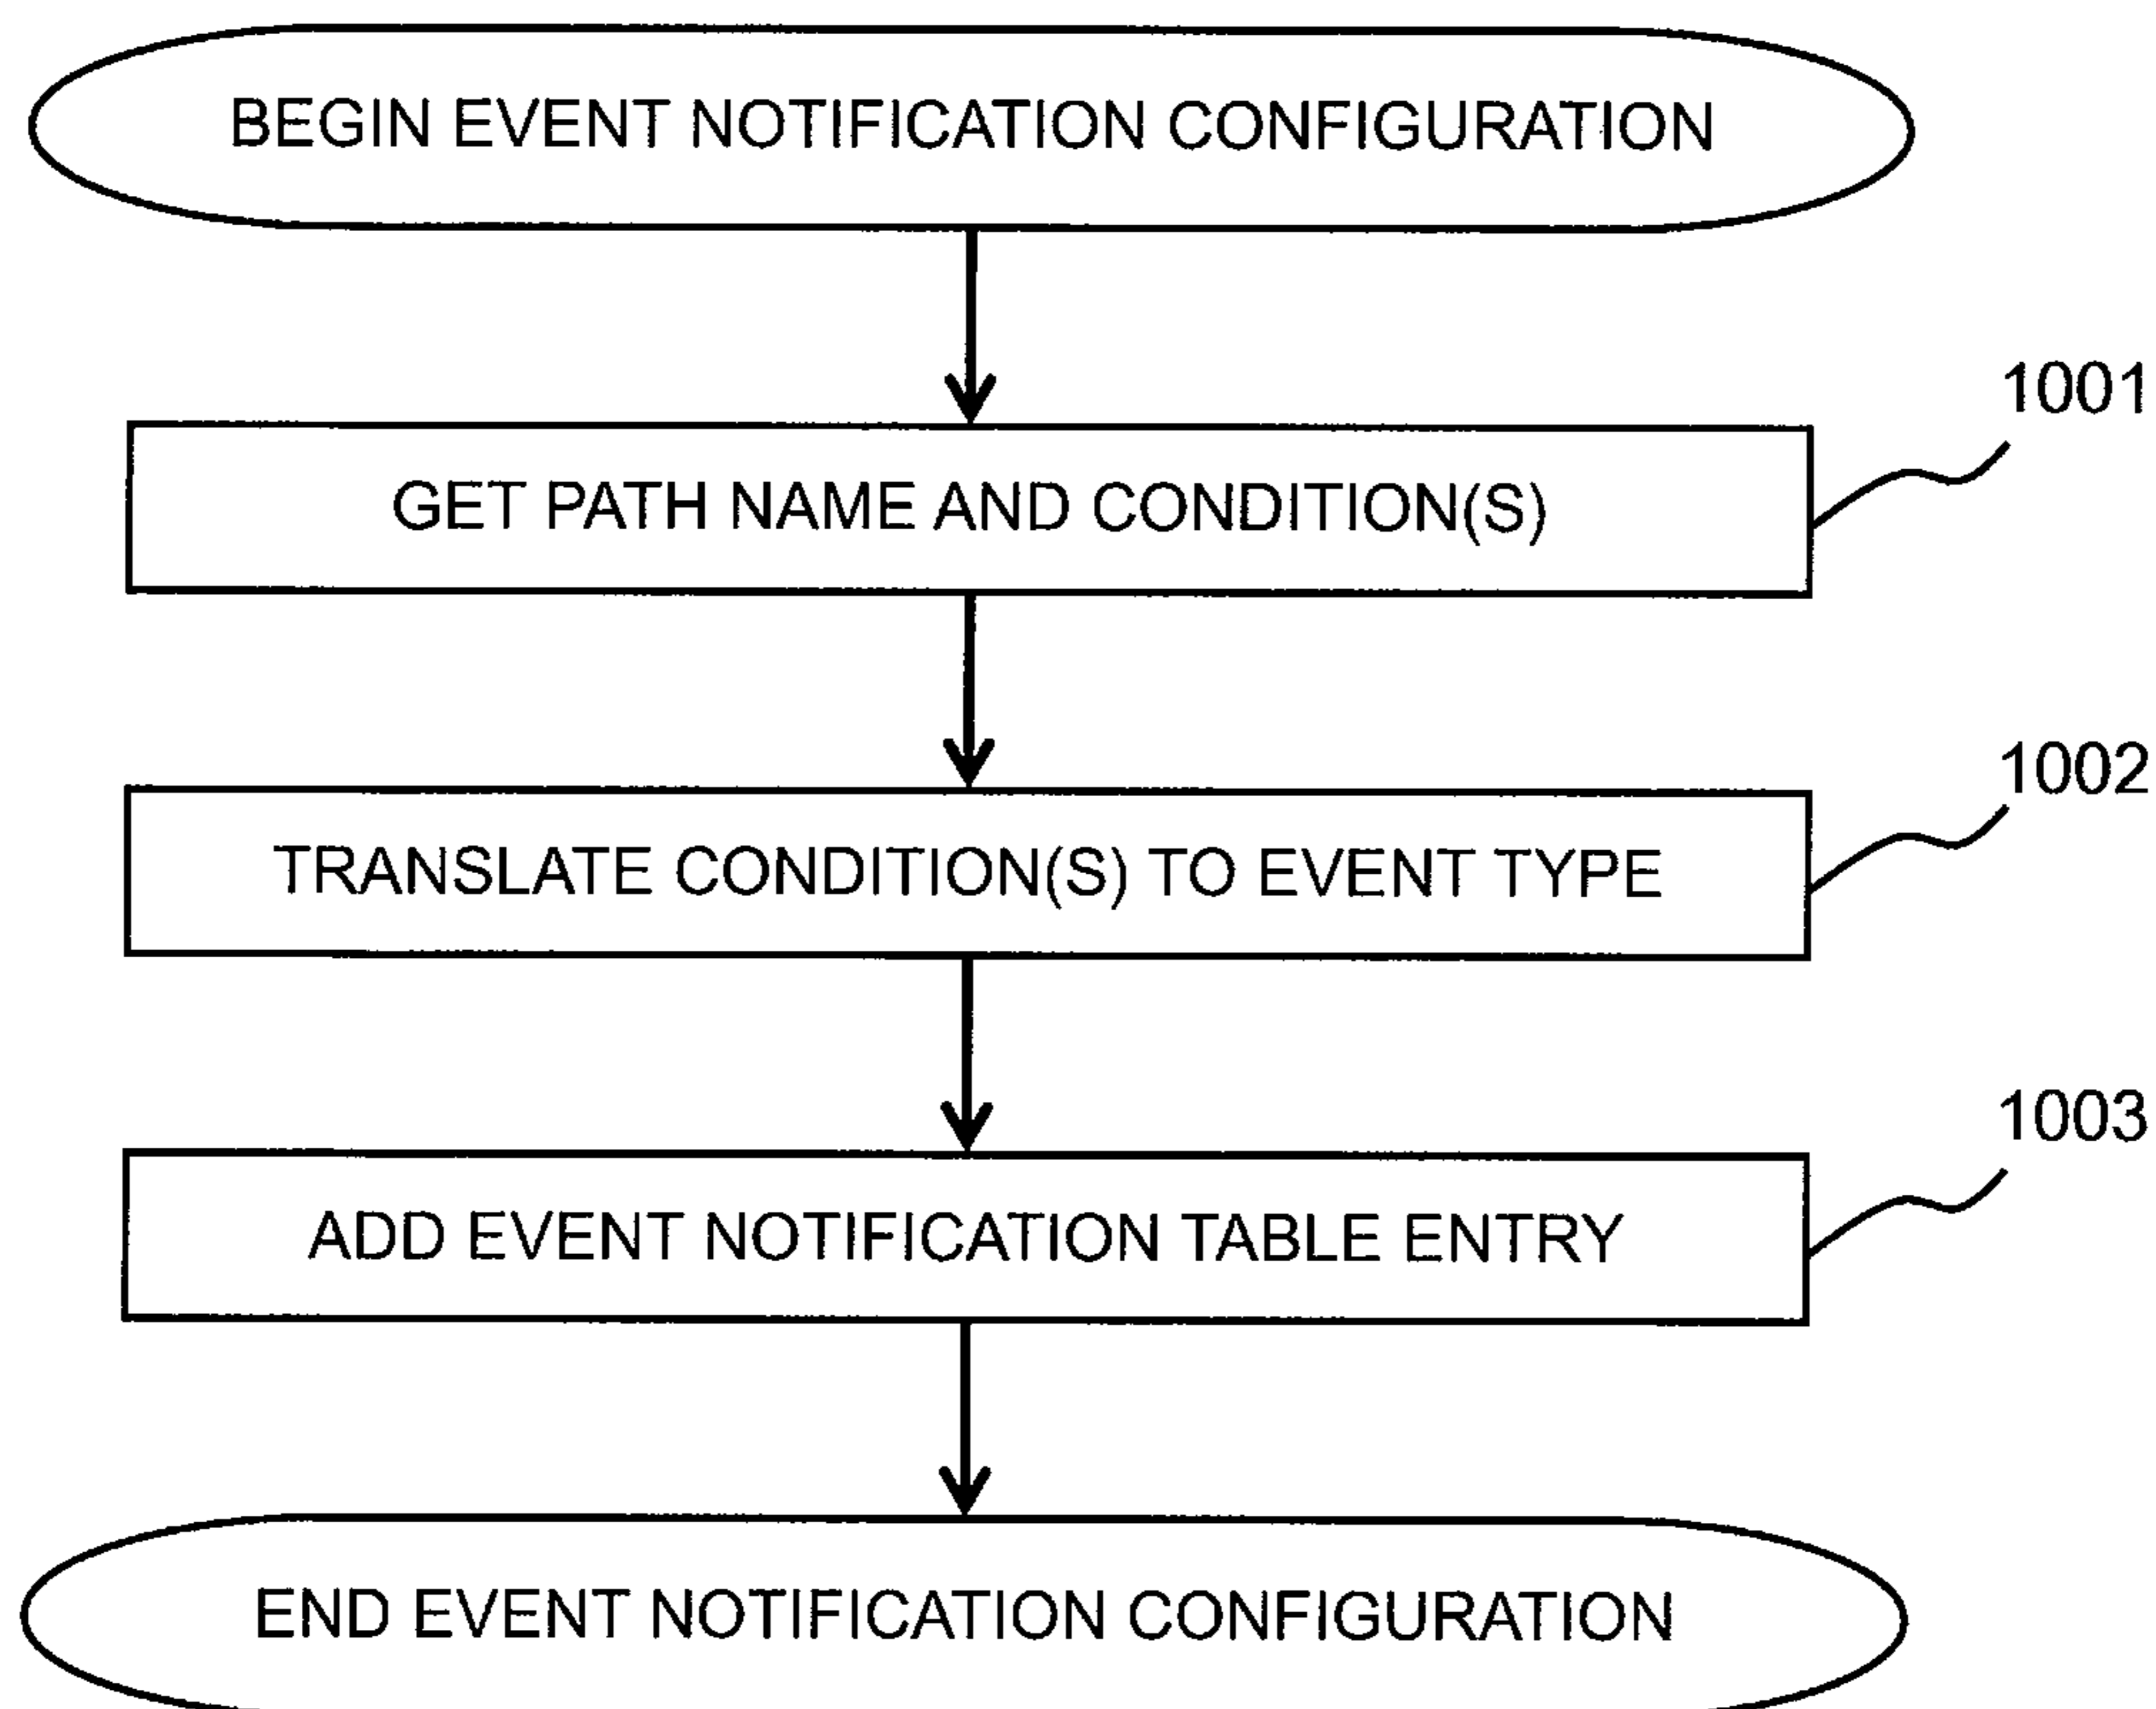 BEGIN EVENT NOTIFICATION CONFIGURATION
1001
GET PATH NAME AND CONDITION(S)
1002
TRANSLATE CONDITION(S) TO EVENT TYPE
1003
ADD EVENT NOTIFICATION TABLE ENTRY
END EVENT NOTIFICATION CONFIGURATION